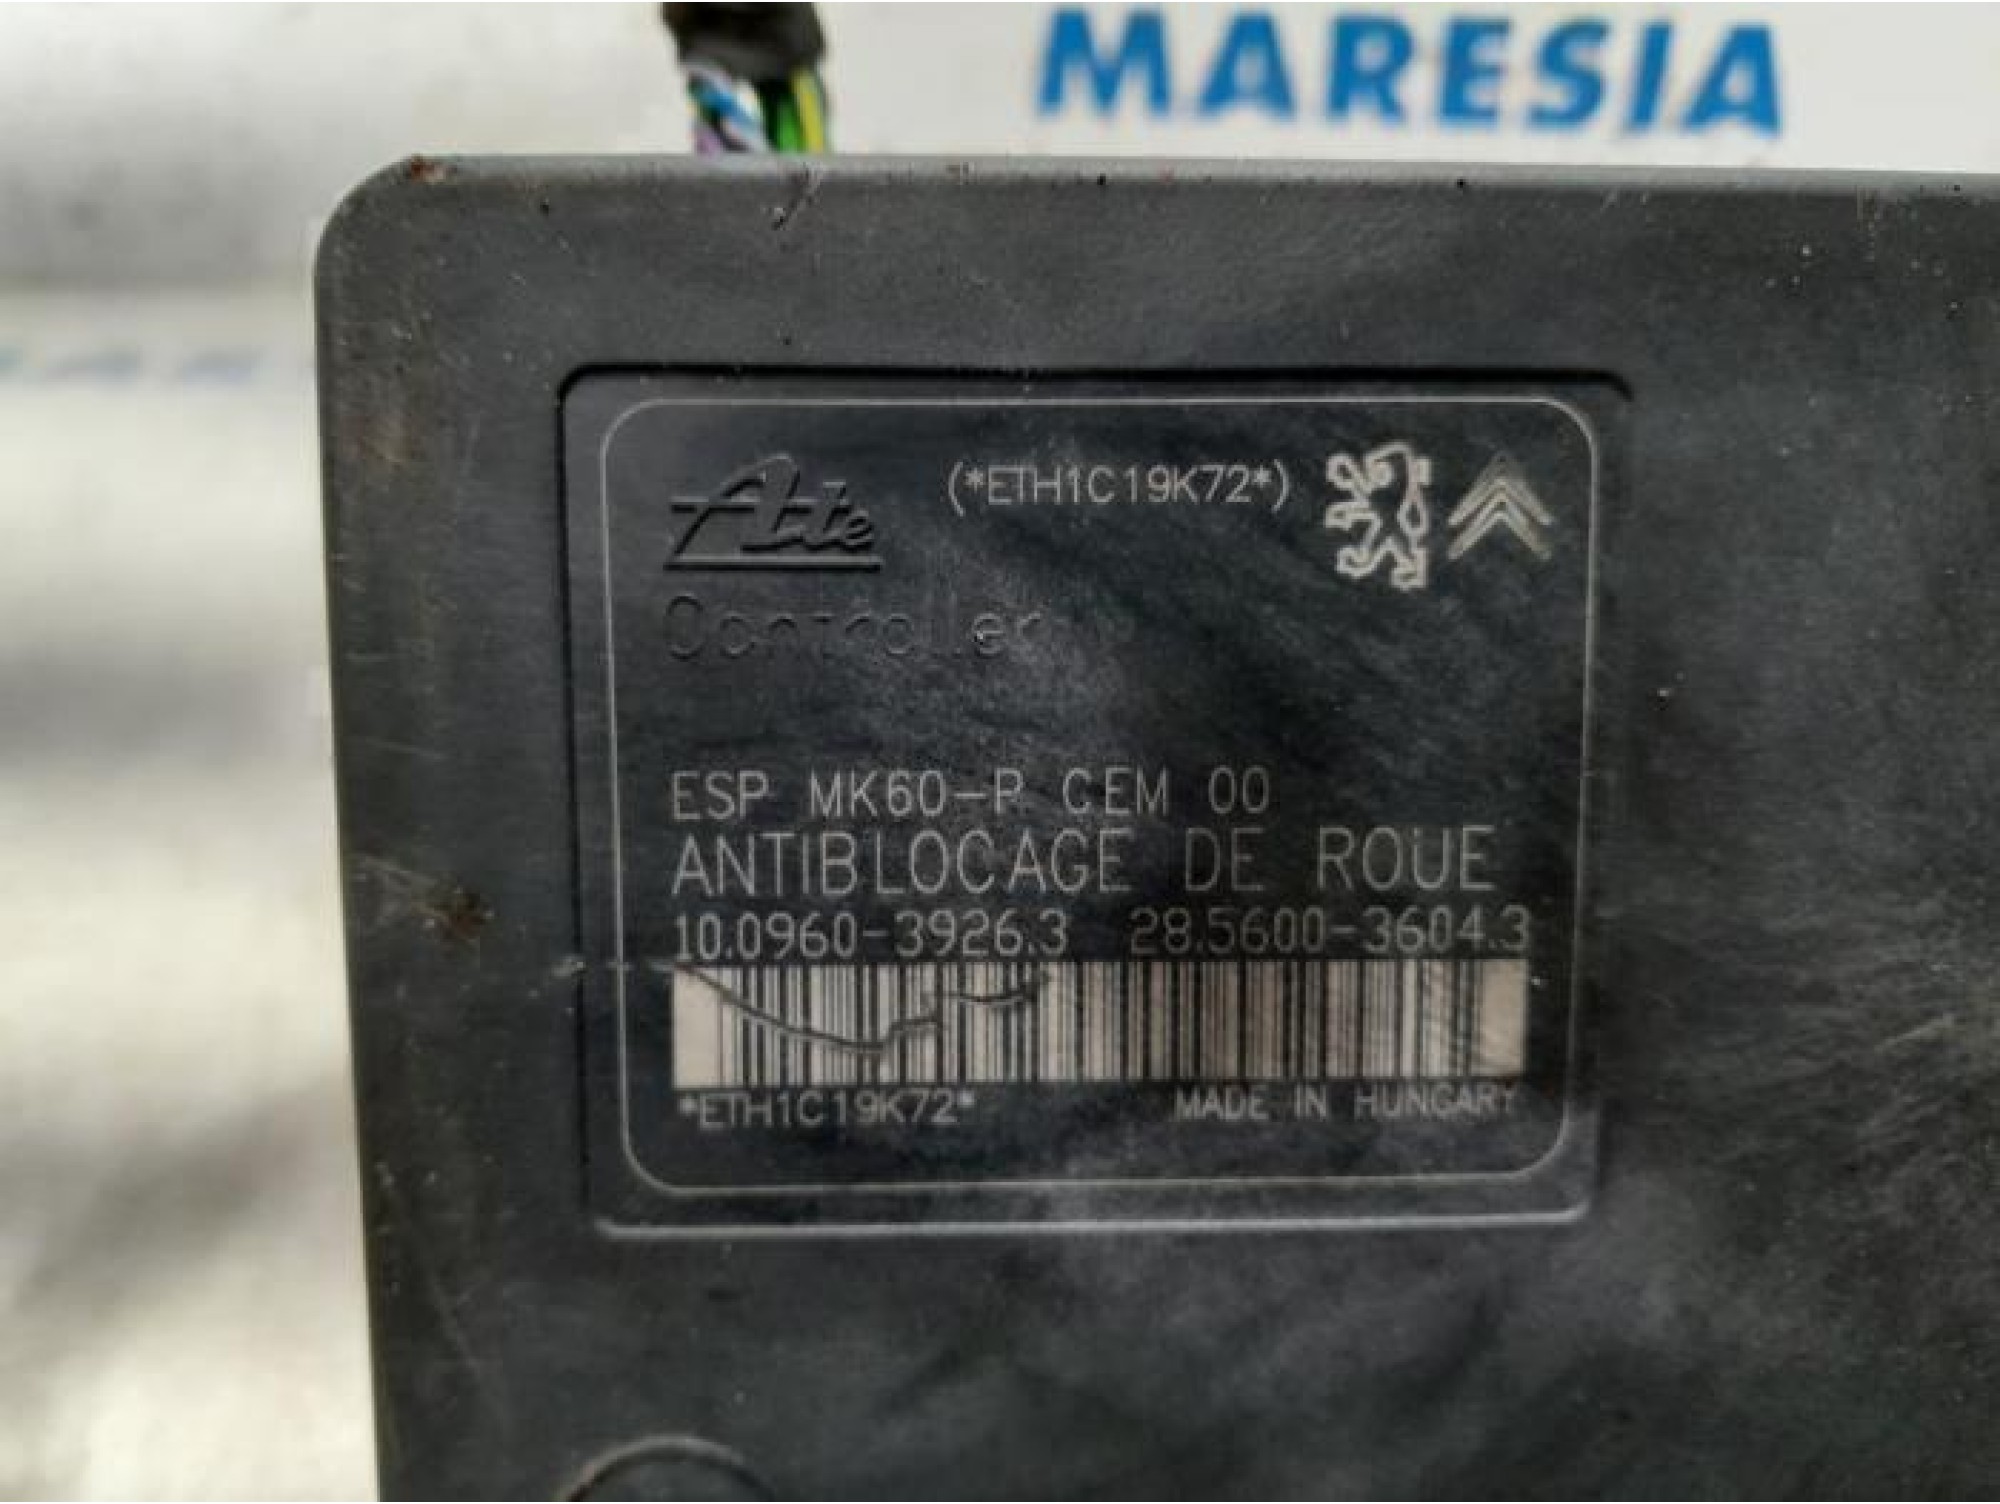 MARESIA
Ate (*ETH1C19K72*)
Controller
ESP MK60-P CEM 00
ANTIBLOCAGE DE ROUE
10.0960-3926.3 28.5600-3604.3
*ETH1C19K72* MADE IN HUNGARY